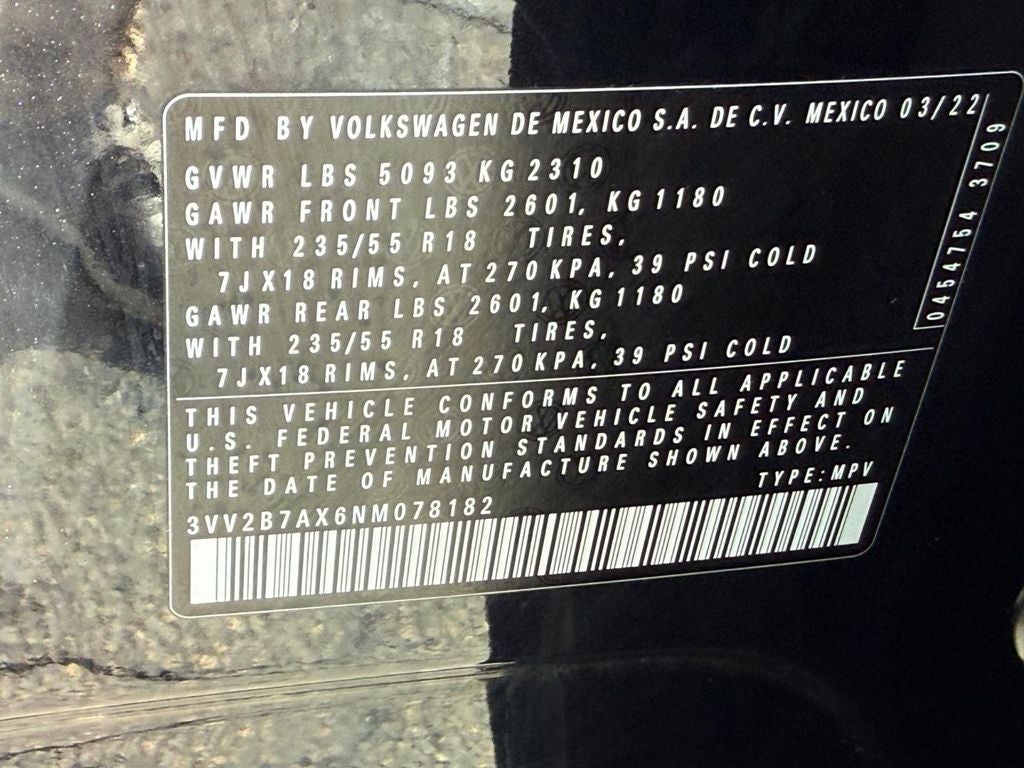 MFD BY VOLKSWAGEN DE MEXICO S.A. DE C.V. MEXICO 03/22
GVWR LBS 5093 KG 2310
GAWR FRONT LBS 2601, KG 1180
WITH 235/55 R18 TIRES,
7JX18 RIMS, AT 270 KPA, 39 PSI COLD
GAWR REAR LBS 2601, KG 1180
WITH 235/55 R18 TIRES,
7JX18 RIMS, AT 270 KPA, 39 PSI COLD
0454754 3709
THIS VEHICLE CONFORMS TO ALL APPLICABLE
U.S. FEDERAL MOTOR VEHICLE SAFETY AND
THEFT PREVENTION STANDARDS IN EFFECT ON
THE DATE OF MANUFACTURE SHOWN ABOVE.
TYPE: MPV
3VV2B7AX6NM078182